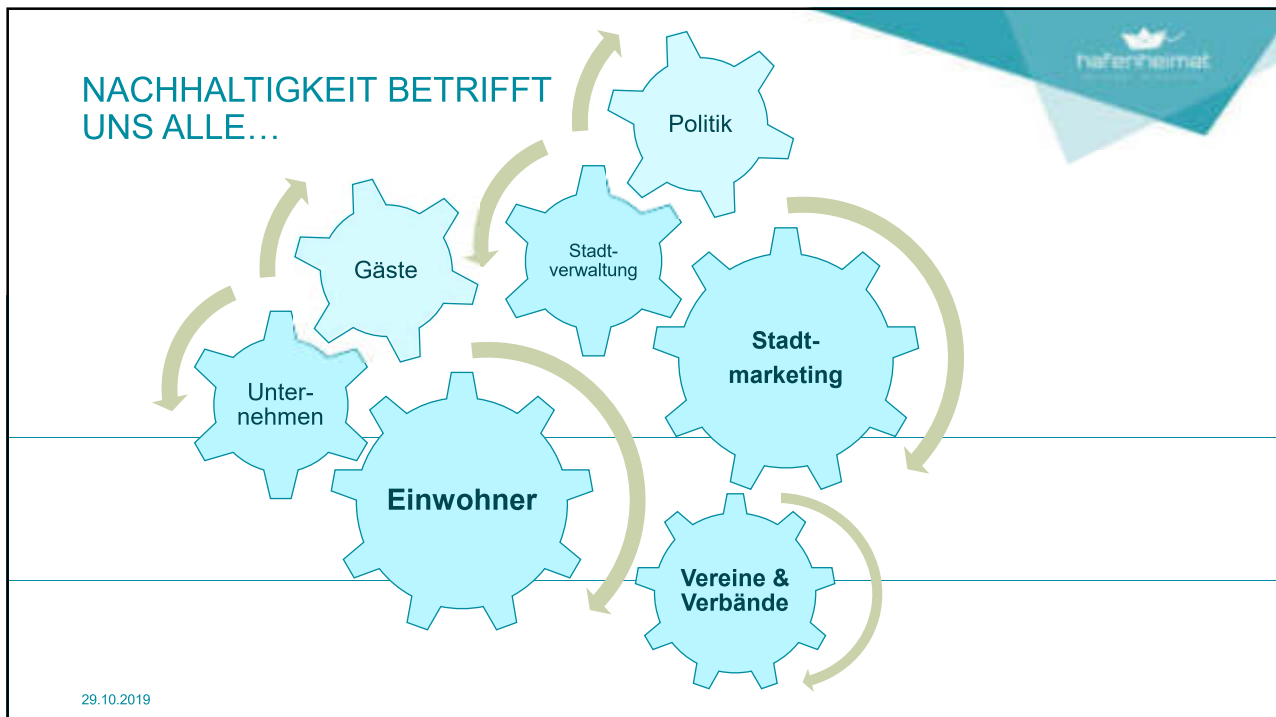 NACHHALTIGKEIT BETRIFFT
UNS ALLE…
hafenheimat
Politik
Stadt-
verwaltung
Gäste
Stadt-
marketing
Unter-
nehmen
Einwohner
Vereine &
Verbände
29.10.2019